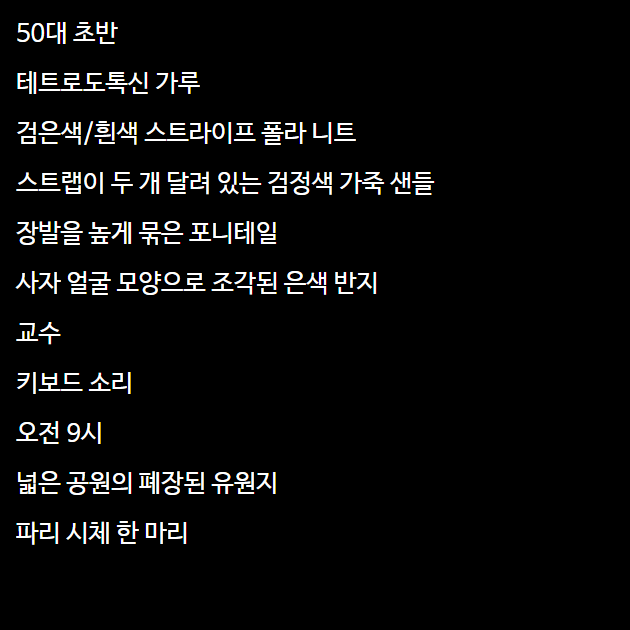 50대 초반
테트로도톡신 가루
검은색/흰색 스트라이프 폴라 니트
스트랩이 두 개 달려 있는 검정색 가죽 샌들
장발을 높게 묶은 포니테일
사자 얼굴 모양으로 조각된 은색 반지
교수
키보드 소리
오전 9시
넓은 공원의 폐장된 유원지
파리 시체 한 마리